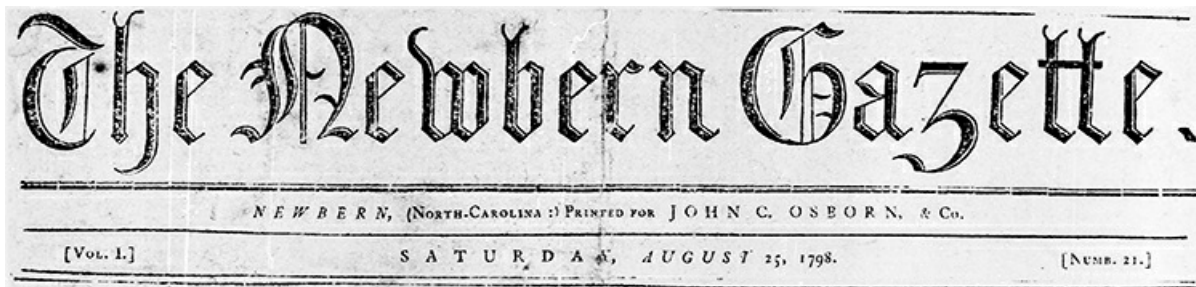 The Newbern Gazette.
NEWBERN, (NORTH-CAROLINA:) PRINTED FOR JOHN C. OSBORN, & Co.
[VOL. I.] SATURDAY, AUGUST 25, 1798. [NUMB. 21.]